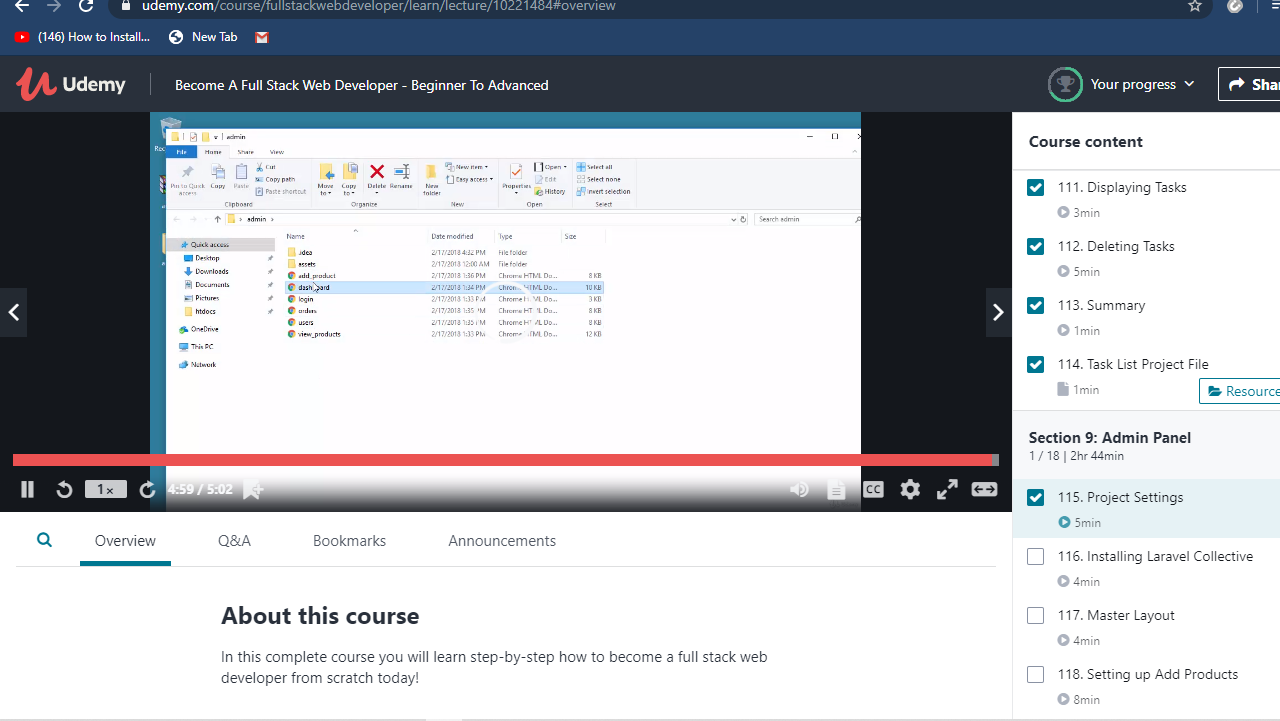 udemy.com/course/fullstackwebdeveloper/learn/lecture/10221484#overview
(146) How to Install... New Tab
Udemy Become A Full Stack Web Developer - Beginner To Advanced Your progress Sha
admin
File Home Share View
Pin to Quick access Copy Paste Cut Copy path Paste shortcut Move to Copy to Delete Rename New folder New item Easy access Properties Open Edit History Select all Select none Invert selection
Clipboard Organize New Open Select
admin Search admin
Name Date modified Type Size
.idea 2/17/2018 4:32 PM File folder
assets 2/17/2018 12:00 AM File folder
add_product 2/17/2018 1:36 PM Chrome HTML Do... 8 KB
2/17/2018 1:34 PM Chrome HTML Do... 10 KB
login 2/17/2018 1:33 PM Chrome HTML Do... 3 KB
orders 2/17/2018 1:35 PM Chrome HTML Do... 8 KB
users 2/17/2018 1:35 PM Chrome HTML Do... 8 KB
view_products 2/17/2018 1:33 PM Chrome HTML Do... 12 KB
Quick access
Desktop
Downloads
Documents
Pictures
htdocs
OneDrive
This PC
Network
1x 4:59 / 5:02 CC
Overview Q&A Bookmarks Announcements
About this course
In this complete course you will learn step-by-step how to become a full stack web
developer from scratch today!
Course content
111. Displaying Tasks
3min
112. Deleting Tasks
5min
113. Summary
1min
114. Task List Project File
1min
Resource
Section 9: Admin Panel
1 / 18 | 2hr 44min
115. Project Settings
5min
116. Installing Laravel Collective
4min
117. Master Layout
4min
118. Setting up Add Products
8min